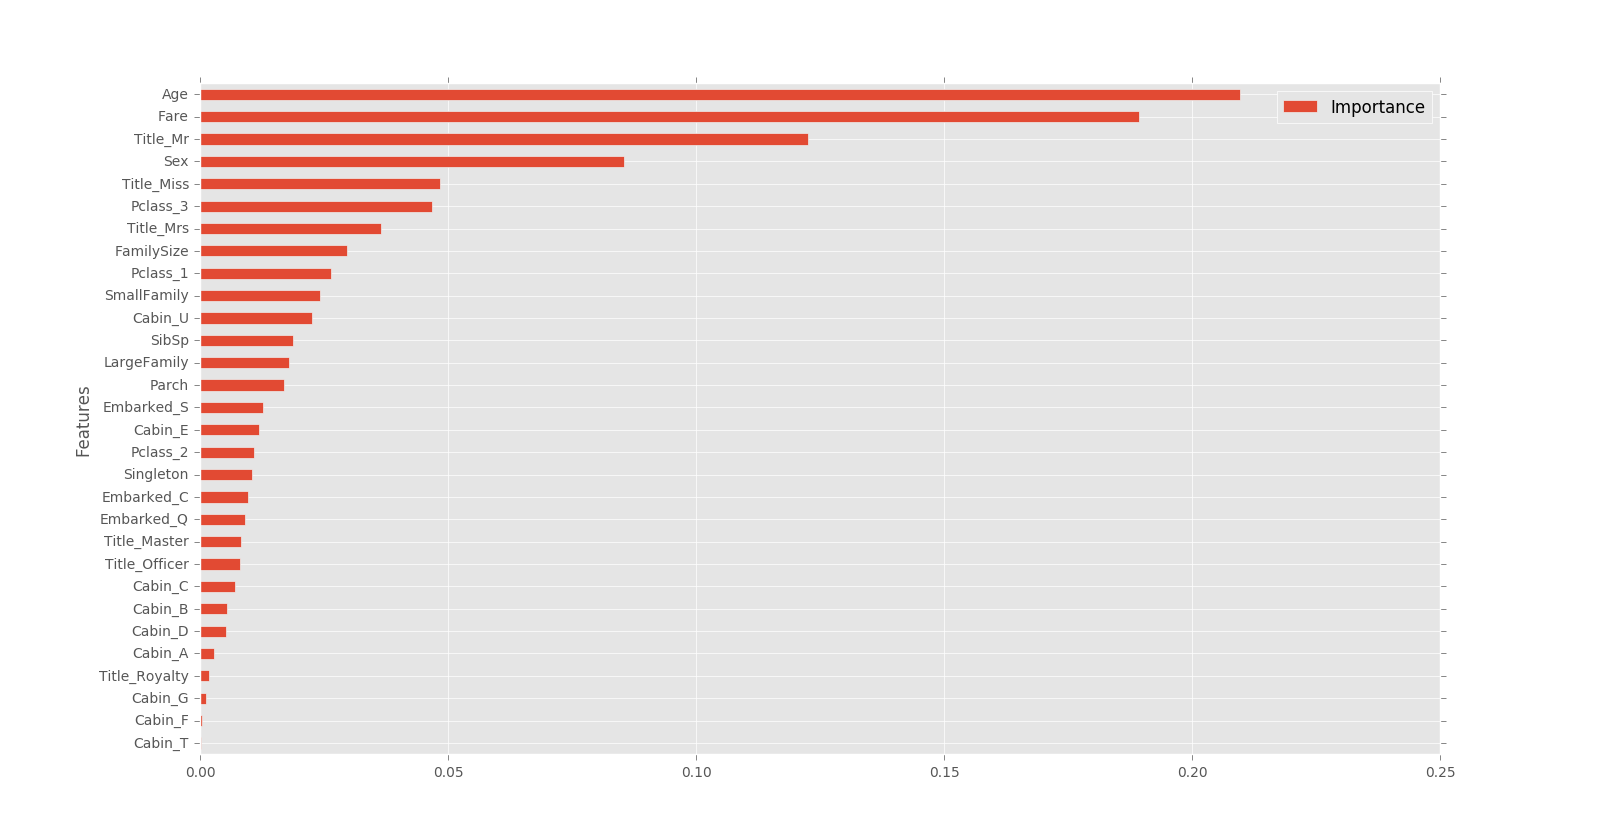 Importance
Age
Fare
Title_Mr
Sex
Title_Miss
Pclass_3
Title_Mrs
FamilySize
Pclass_1
SmallFamily
Cabin_U
SibSp
LargeFamily
Parch
Embarked_S
Cabin_E
Pclass_2
Singleton
Embarked_C
Embarked_Q
Title_Master
Title_Officer
Cabin_C
Cabin_B
Cabin_D
Cabin_A
Title_Royalty
Cabin_G
Cabin_F
Cabin_T
Features
0.00 0.05 0.10 0.15 0.20 0.25